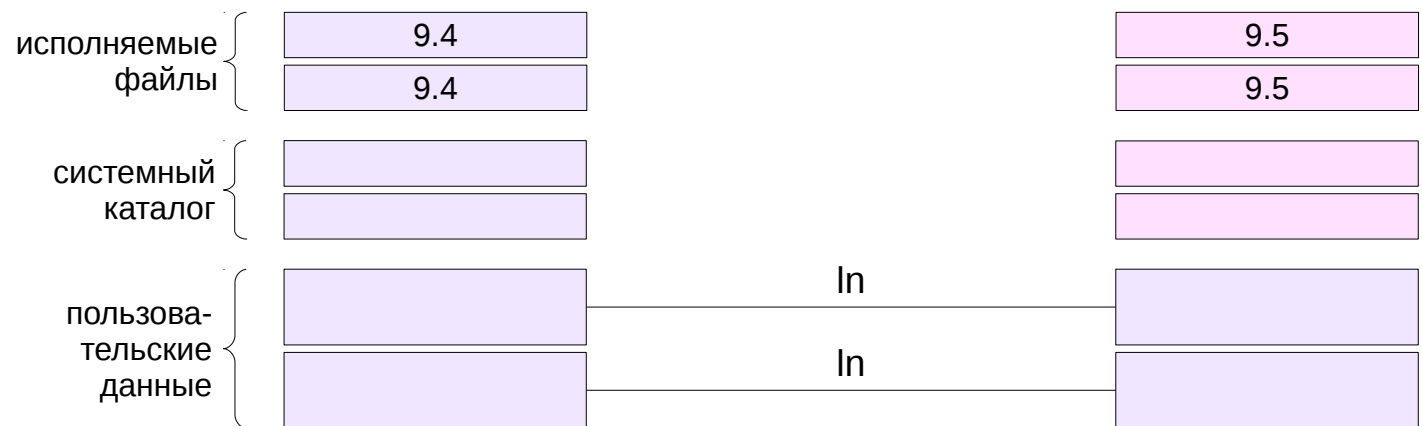 исполняемые
файлы
9.4
9.5
9.4
9.5
системный
каталог
пользова-
тельские
данные
ln
ln